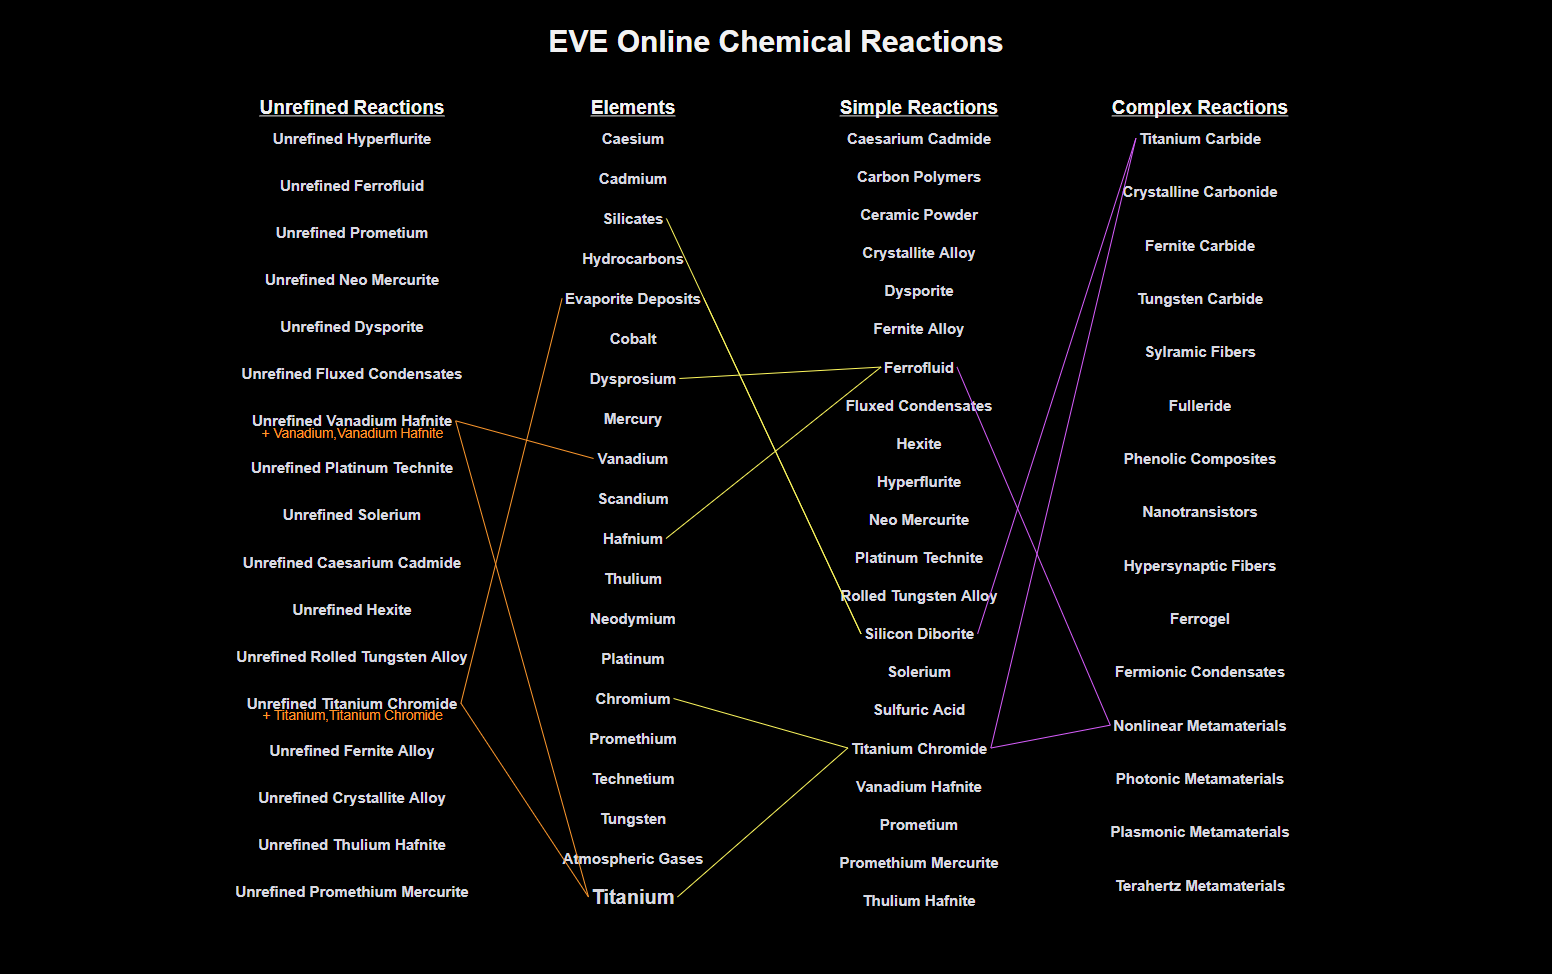 EVE Online Chemical Reactions
Unrefined Reactions
Unrefined Hyperflurite
Unrefined Ferrofluid
Unrefined Prometium
Unrefined Neo Mercurite
Unrefined Dysporite
Unrefined Fluxed Condensates
Unrefined Vanadium Hafnite
+ Vanadium,Vanadium Hafnite
Unrefined Platinum Technite
Unrefined Solerium
Unrefined Caesarium Cadmide
Unrefined Hexite
Unrefined Rolled Tungsten Alloy
Unrefined Titanium Chromide
+ Titanium,Titanium Chromide
Unrefined Fernite Alloy
Unrefined Crystallite Alloy
Unrefined Thulium Hafnite
Unrefined Promethium Mercurite
Elements
Caesium
Cadmium
Silicates
Hydrocarbons
Evaporite Deposits
Cobalt
Dysprosium
Mercury
Vanadium
Scandium
Hafnium
Thulium
Neodymium
Platinum
Chromium
Promethium
Technetium
Tungsten
Atmospheric Gases
Titanium
Simple Reactions
Caesarium Cadmide
Carbon Polymers
Ceramic Powder
Crystallite Alloy
Dysporite
Fernite Alloy
Ferrofluid
Fluxed Condensates
Hexite
Hyperflurite
Neo Mercurite
Platinum Technite
Rolled Tungsten Alloy
Silicon Diborite
Solerium
Sulfuric Acid
Titanium Chromide
Vanadium Hafnite
Prometium
Promethium Mercurite
Thulium Hafnite
Complex Reactions
Titanium Carbide
Crystalline Carbonide
Fernite Carbide
Tungsten Carbide
Sylramic Fibers
Fulleride
Phenolic Composites
Nanotransistors
Hypersynaptic Fibers
Ferrogel
Fermionic Condensates
Nonlinear Metamaterials
Photonic Metamaterials
Plasmonic Metamaterials
Terahertz Metamaterials